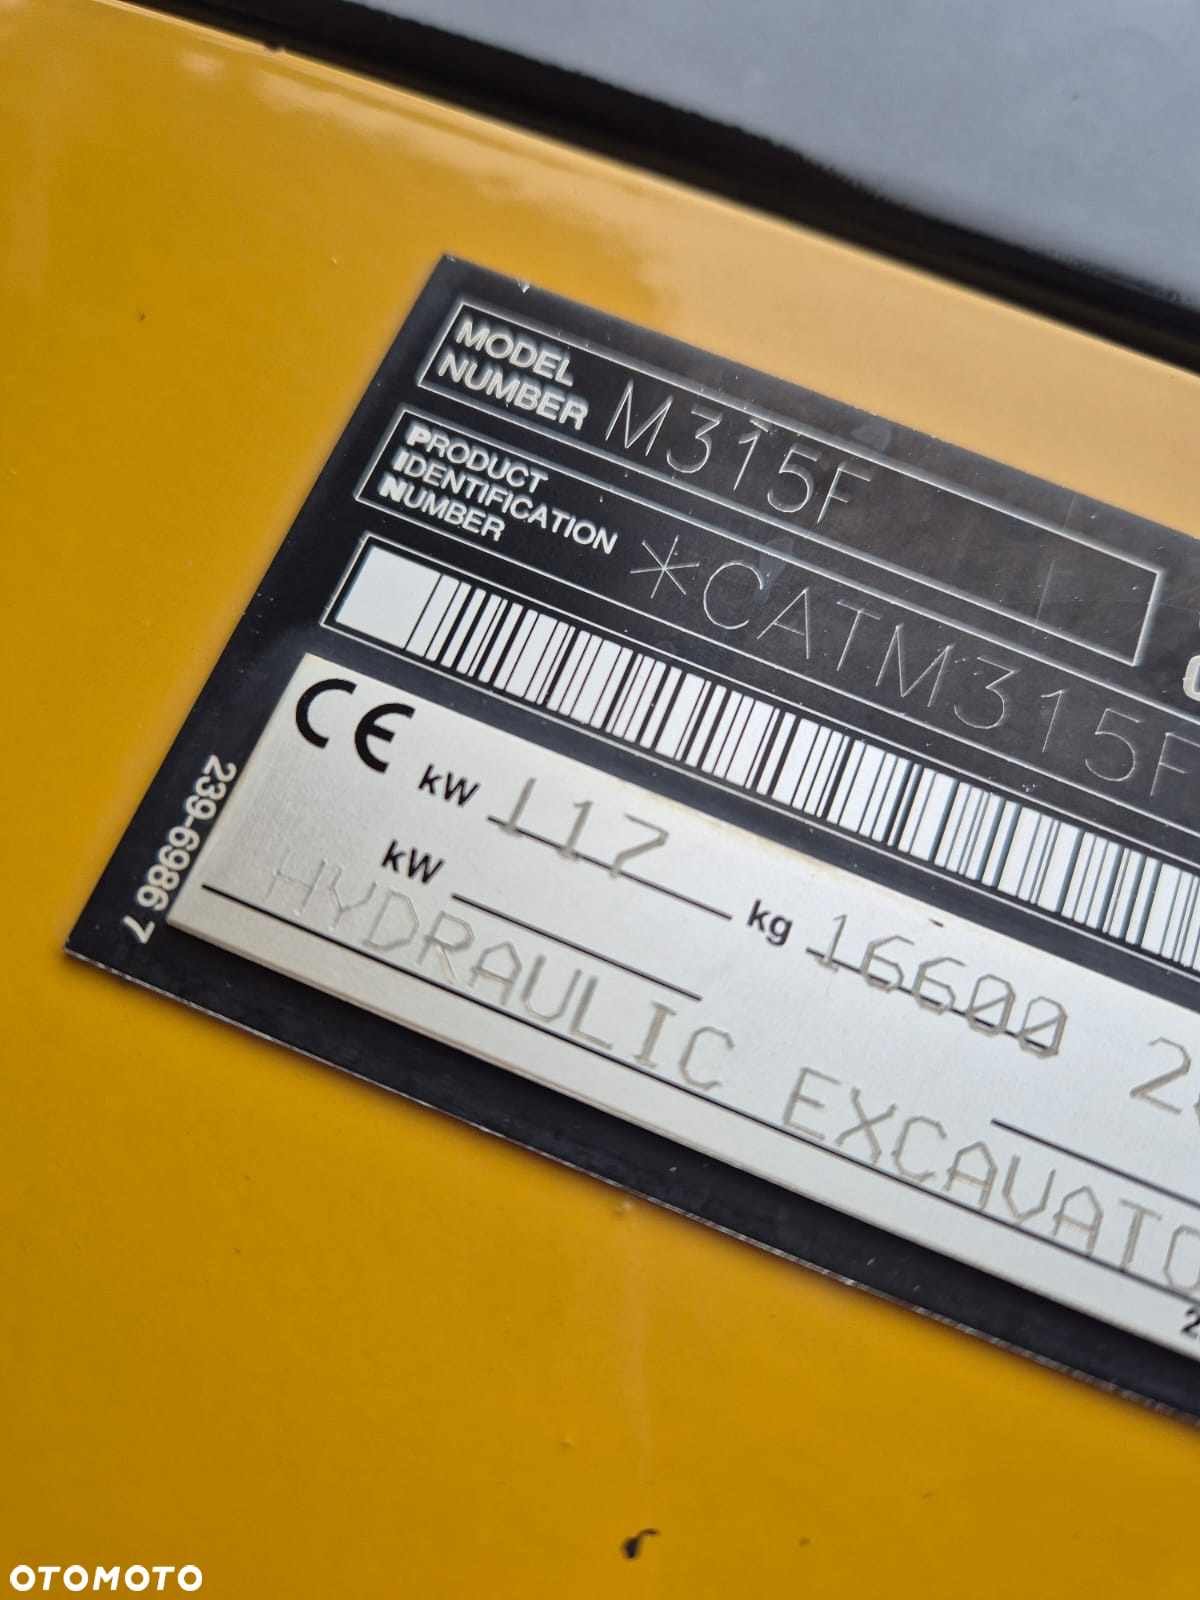 MODEL
NUMBER M315F
PRODUCT
IDENTIFICATION
NUMBER *CATM315F
CE kW 117 kg 16600
kW
HYDRAULIC EXCAVATO
239-6986 7
OTOMOTO